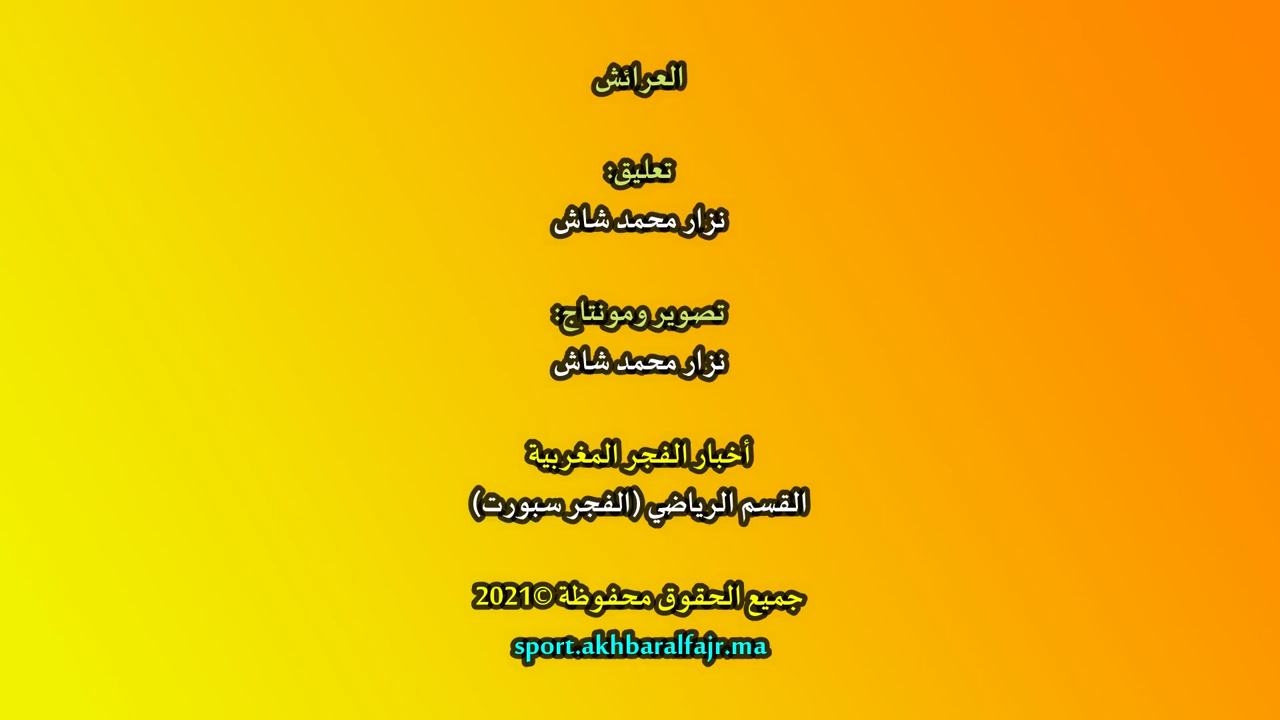 العرائش
تعليق:
نزار محمد شاش
تصوير ومونتاج:
نزار محمد شاش
أخبار الفجر المغربية
القسم الرياضي (الفجر سبورت)
جميع الحقوق محفوظة ©2021
sport.akhbaralfajr.ma